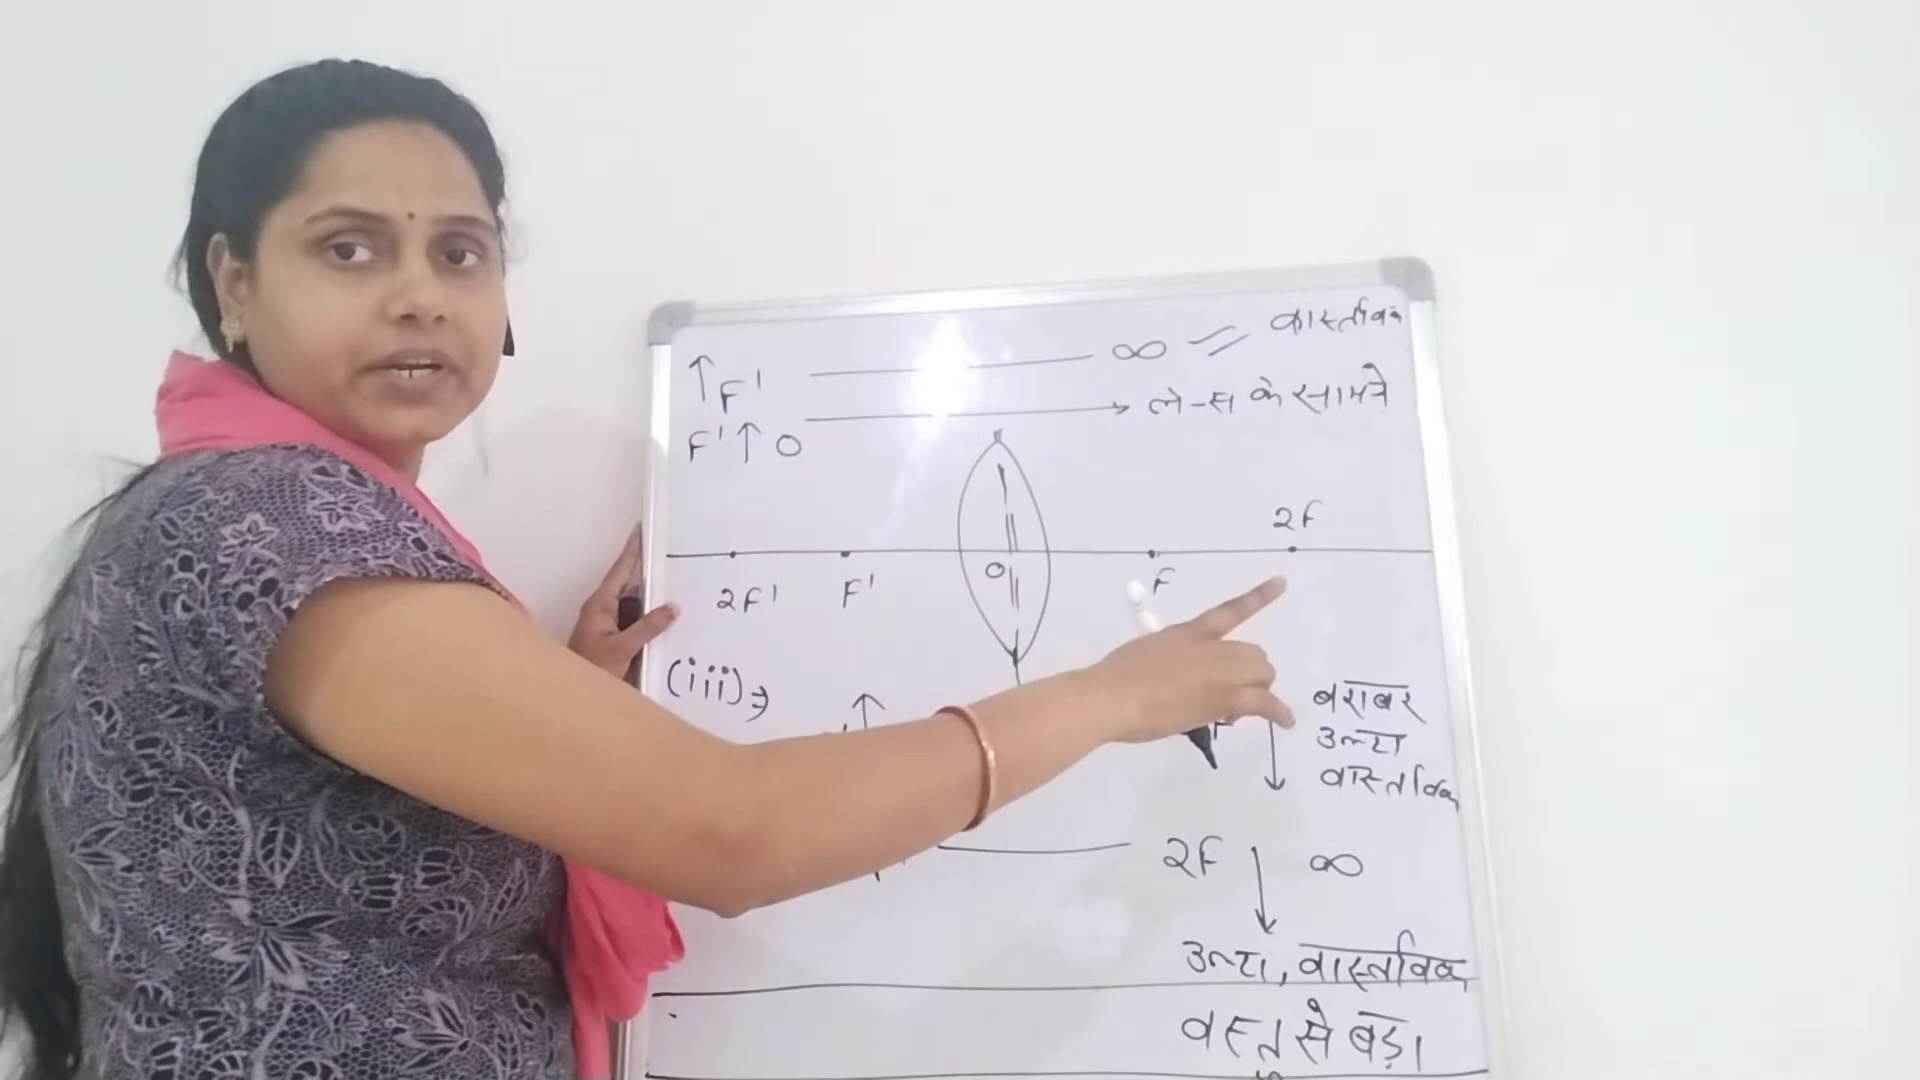 ↑F' ——— ∞ = वास्तविक
F'↑O ——→ लेन्स के सामने
2F
2F' F' O F
(iii)→ ↑
बराबर
उल्टा
वास्तविक
2F ↓ ∞
उल्टा, वास्तविक
वस्तु से बड़ा